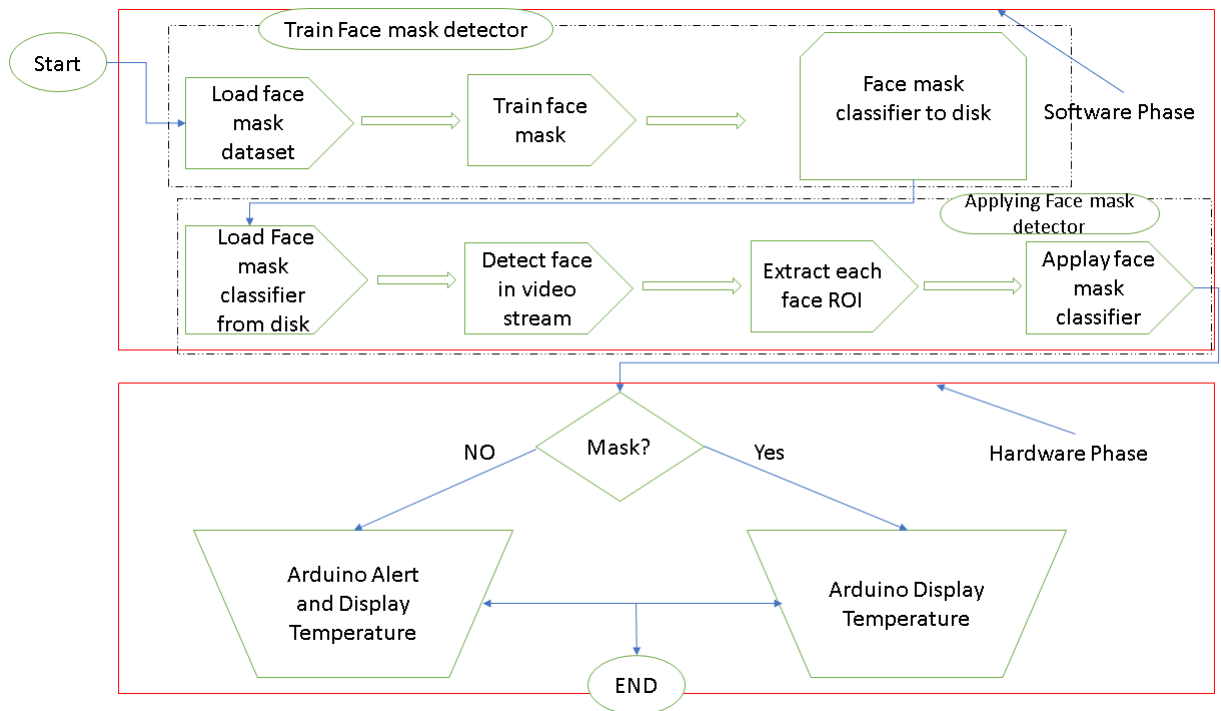 Train Face mask detector
Start
Load face
mask
dataset
Train face
mask
Face mask
classifier to disk
Software Phase
Applying Face mask
detector
Load Face
mask
classifier
from disk
Detect face
in video
stream
Extract each
face ROI
Applay face
mask
classifier
Mask?
NO
Yes
Hardware Phase
Arduino Alert
and Display
Temperature
Arduino Display
Temperature
END